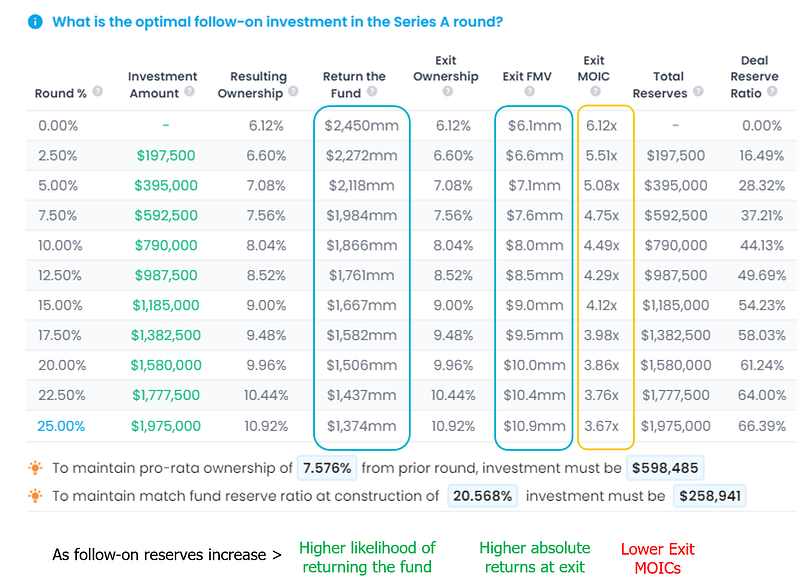 What is the optimal follow-on investment in the Series A round?
Round % Investment Amount Resulting Ownership Return the Fund Exit Ownership Exit FMV Exit MOIC Total Reserves Deal Reserve Ratio
0.00% - 6.12% $2,450mm 6.12% $6.1mm 6.12x - 0.00%
2.50% $197,500 6.60% $2,272mm 6.60% $6.6mm 5.51x $197,500 16.49%
5.00% $395,000 7.08% $2,118mm 7.08% $7.1mm 5.08x $395,000 28.32%
7.50% $592,500 7.56% $1,984mm 7.56% $7.6mm 4.75x $592,500 37.21%
10.00% $790,000 8.04% $1,866mm 8.04% $8.0mm 4.49x $790,000 44.13%
12.50% $987,500 8.52% $1,761mm 8.52% $8.5mm 4.29x $987,500 49.69%
15.00% $1,185,000 9.00% $1,667mm 9.00% $9.0mm 4.12x $1,185,000 54.23%
17.50% $1,382,500 9.48% $1,582mm 9.48% $9.5mm 3.98x $1,382,500 58.03%
20.00% $1,580,000 9.96% $1,506mm 9.96% $10.0mm 3.86x $1,580,000 61.24%
22.50% $1,777,500 10.44% $1,437mm 10.44% $10.4mm 3.76x $1,777,500 64.00%
25.00% $1,975,000 10.92% $1,374mm 10.92% $10.9mm 3.67x $1,975,000 66.39%
To maintain pro-rata ownership of 7.576% from prior round, investment must be $598,485
To maintain match fund reserve ratio at construction of 20.568% investment must be $258,941
As follow-on reserves increase >
Higher likelihood of
returning the fund
Higher absolute
returns at exit
Lower Exit
MOICs